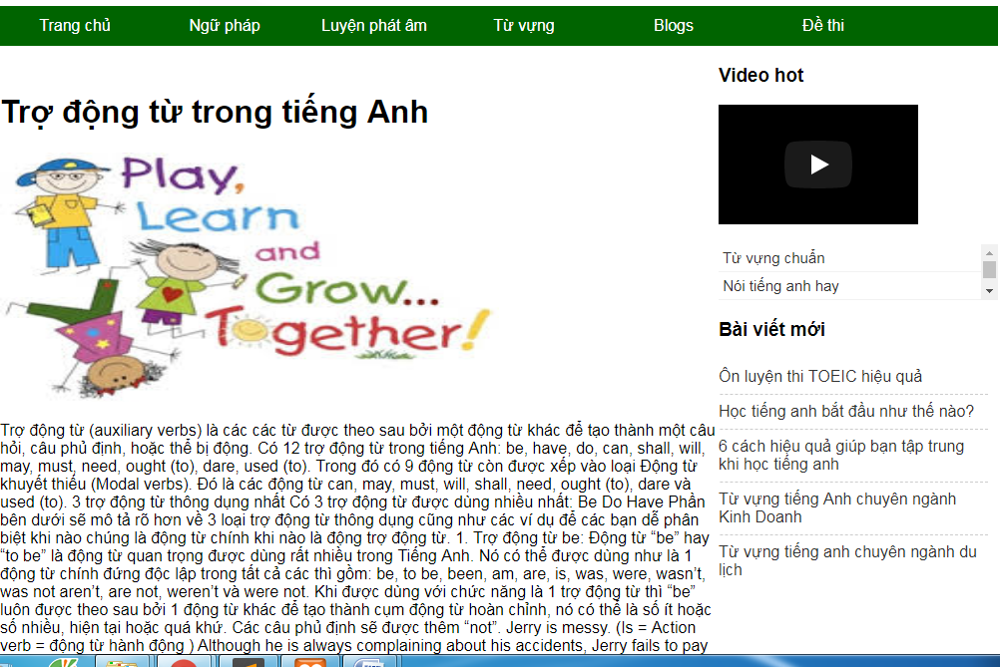 Trang chủ Ngữ pháp Luyện phát âm Từ vựng Blogs Đề thi
Trợ động từ trong tiếng Anh
Play,
Learn
and
Grow...
Together!
Trợ động từ (auxiliary verbs) là các các từ được theo sau bởi một động từ khác để tạo thành một câu
hỏi, câu phủ định, hoặc thể bị động. Có 12 trợ động từ trong tiếng Anh: be, have, do, can, shall, will,
may, must, need, ought (to), dare, used (to). Trong đó có 9 động từ còn được xếp vào loại Động từ
khuyết thiếu (Modal verbs). Đó là các động từ can, may, must, will, shall, need, ought (to), dare và
used (to). 3 trợ động từ thông dụng nhất Có 3 trợ động từ được dùng nhiều nhất: Be Do Have Phần
bên dưới sẽ mô tả rõ hơn về 3 loại trợ động từ thông dụng cũng như các ví dụ để các bạn dễ phân
biệt khi nào chúng là động từ chính khi nào là động trợ động từ. 1. Trợ động từ be: Động từ “be” hay
“to be” là động từ quan trọng được dùng rất nhiều trong Tiếng Anh. Nó có thể được dùng như là 1
động từ chính đứng độc lập trong tất cả các thì gồm: be, to be, been, am, are, is, was, were, wasn’t,
was not aren’t, are not, weren’t và were not. Khi được dùng với chức năng là 1 trợ động từ thì “be”
luôn được theo sau bởi 1 động từ khác để tạo thành cụm động từ hoàn chỉnh, nó có thể là số ít hoặc
số nhiều, hiện tại hoặc quá khứ. Các câu phủ định sẽ được thêm “not”. Jerry is messy. (Is = Action
verb = động từ hành động ) Although he is always complaining about his accidents, Jerry fails to pay
Video hot
Từ vựng chuẩn
Nói tiếng anh hay
Bài viết mới
Ôn luyện thi TOEIC hiệu quả
Học tiếng anh bắt đầu như thế nào?
6 cách hiệu quả giúp bạn tập trung
khi học tiếng anh
Từ vựng tiếng Anh chuyên ngành
Kinh Doanh
Từ vựng tiếng anh chuyên ngành du
lịch